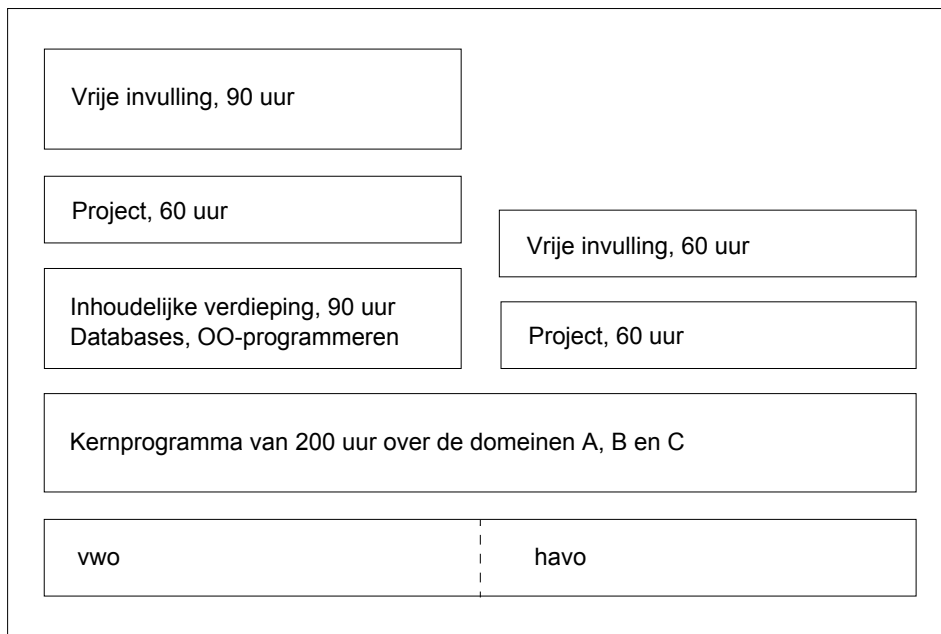 Vrije invulling, 90 uur
Project, 60 uur
Vrije invulling, 60 uur
Inhoudelijke verdieping, 90 uur
Databases, OO-programmeren
Project, 60 uur
Kernprogramma van 200 uur over de domeinen A, B en C
vwo
havo